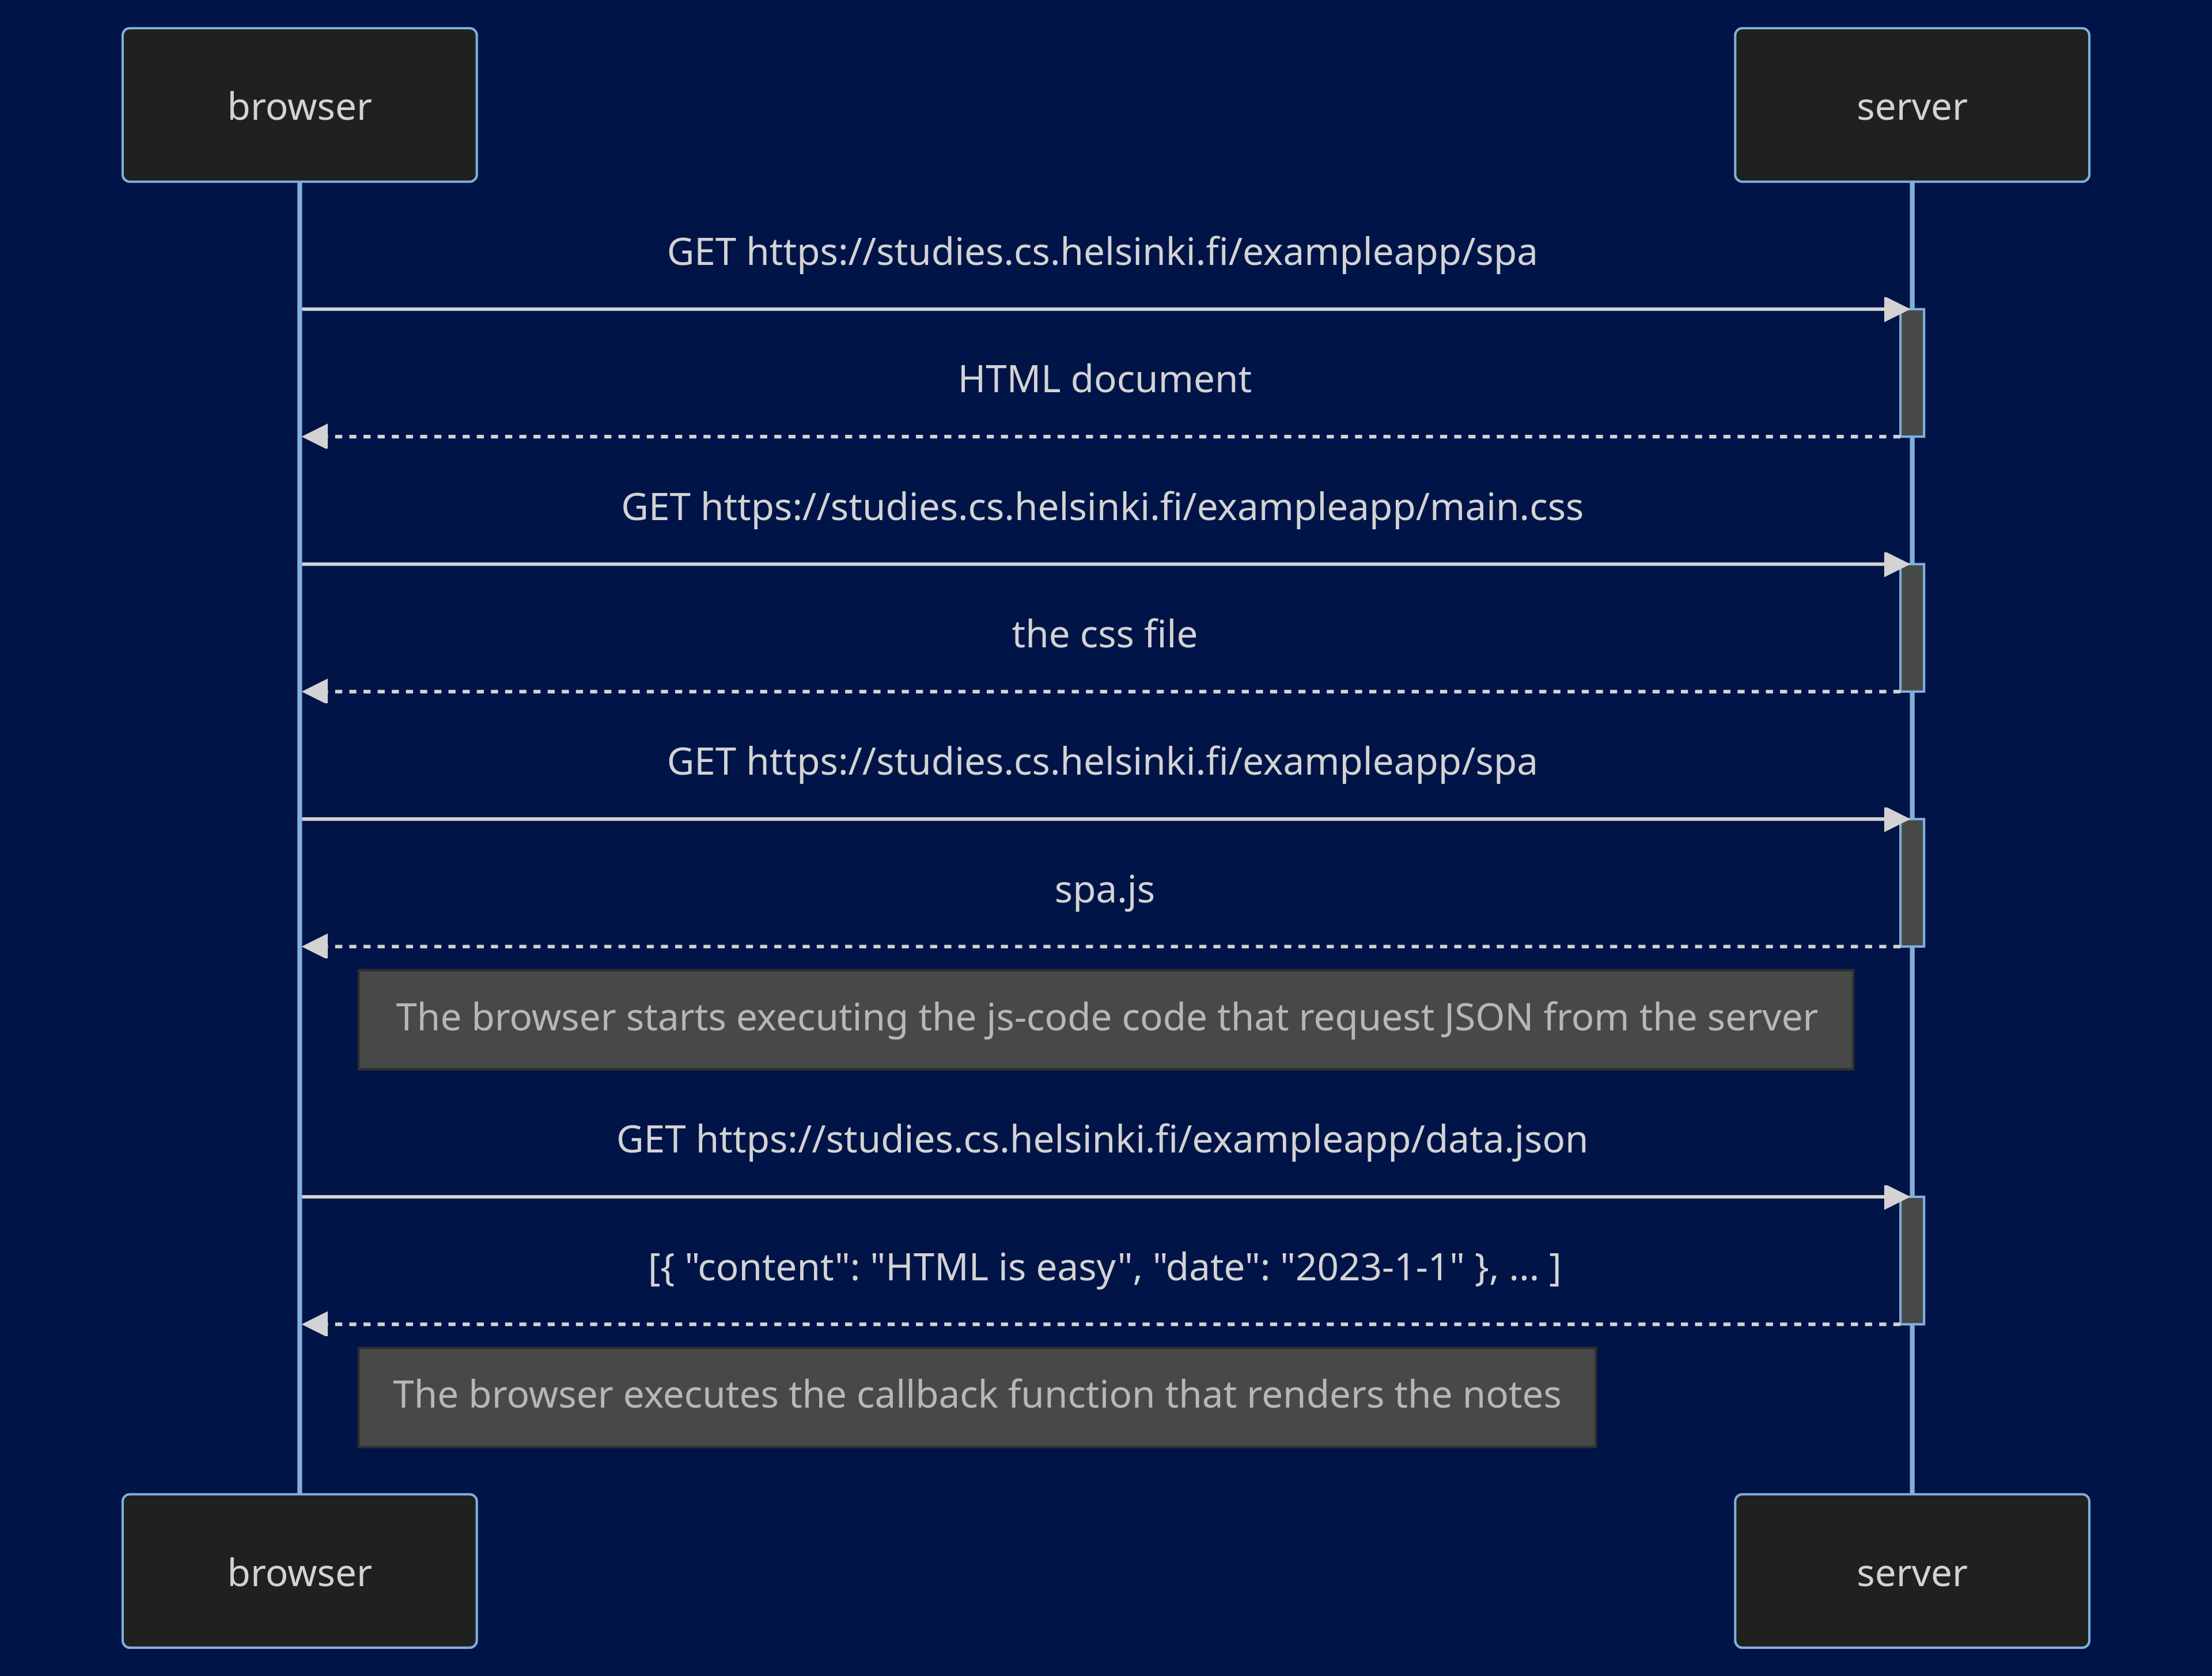 browser
server
GET https://studies.cs.helsinki.fi/exampleapp/spa
HTML document
GET https://studies.cs.helsinki.fi/exampleapp/main.css
the css file
GET https://studies.cs.helsinki.fi/exampleapp/spa
spa.js
The browser starts executing the js-code code that request JSON from the server
GET https://studies.cs.helsinki.fi/exampleapp/data.json
[{ "content": "HTML is easy", "date": "2023-1-1" }, ... ]
The browser executes the callback function that renders the notes
browser
server